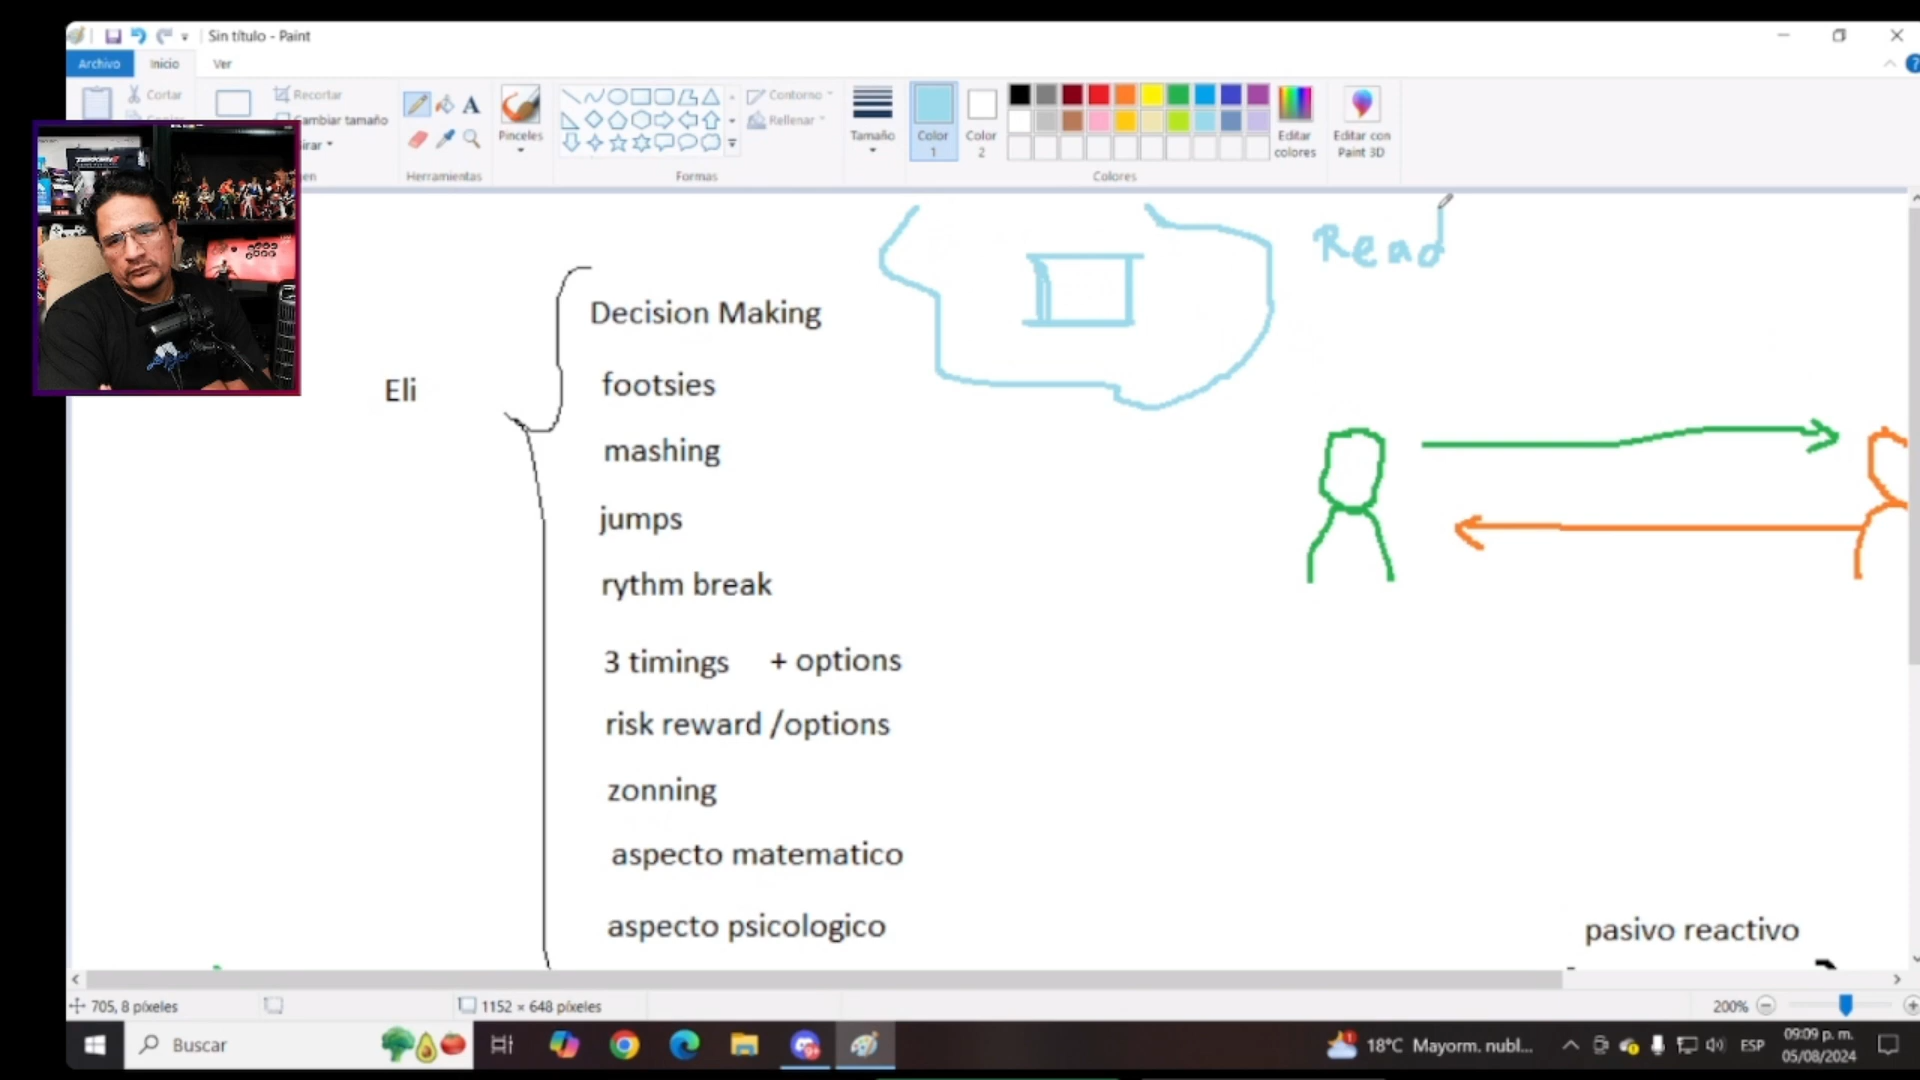 Sin título - Paint
Archivo Inicio Ver
Cortar
Recortar
Cambiar tamaño
Pinceles
Contorno
Rellenar
Tamaño
Color 1
Color 2
Editar colores
Editar con Paint 3D
Herramientas
Formas
Colores
Read
Decision Making
Eli
footsies
mashing
jumps
rythm break
3 timings + options
risk reward /options
zonning
aspecto matematico
aspecto psicologico
pasivo reactivo
705, 8 píxeles
1152 × 648 píxeles
200%
Buscar
18°C Mayorm. nubl...
ESP
09:09 p. m.
05/08/2024